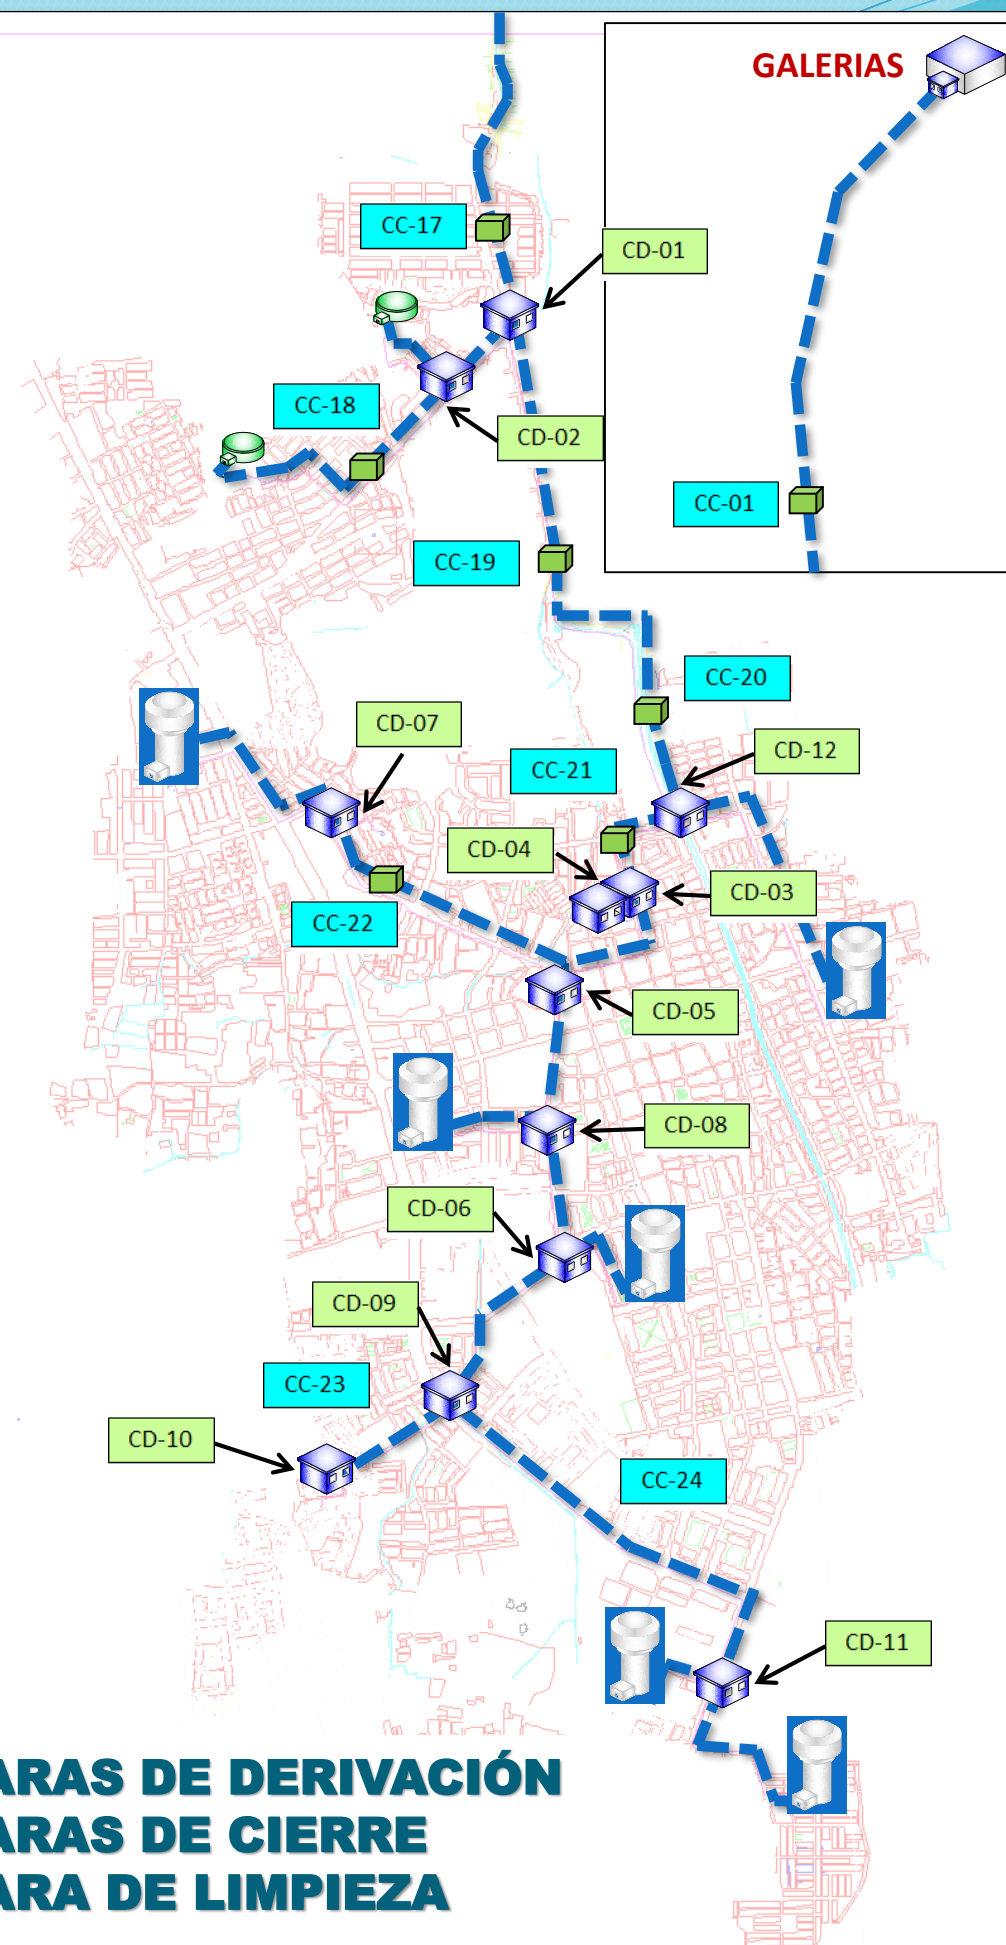 GALERIAS
CC-17
CD-01
CC-18
CD-02
CC-01
CC-19
CC-20
CD-07
CD-12
CC-21
CD-04
CD-03
CC-22
CD-05
CD-08
CD-06
CD-09
CC-23
CD-10
CC-24
CD-11
ARAS DE DERIVACIÓN
ARAS DE CIERRE
ARA DE LIMPIEZA